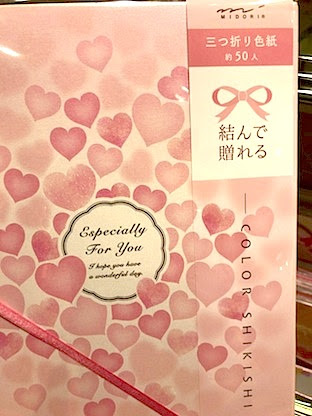 MIDORI
三つ折り色紙
約50人
結んで
贈れる
COLOR SHIKISHI
Especially
For You
I hope you have
a wonderful day.